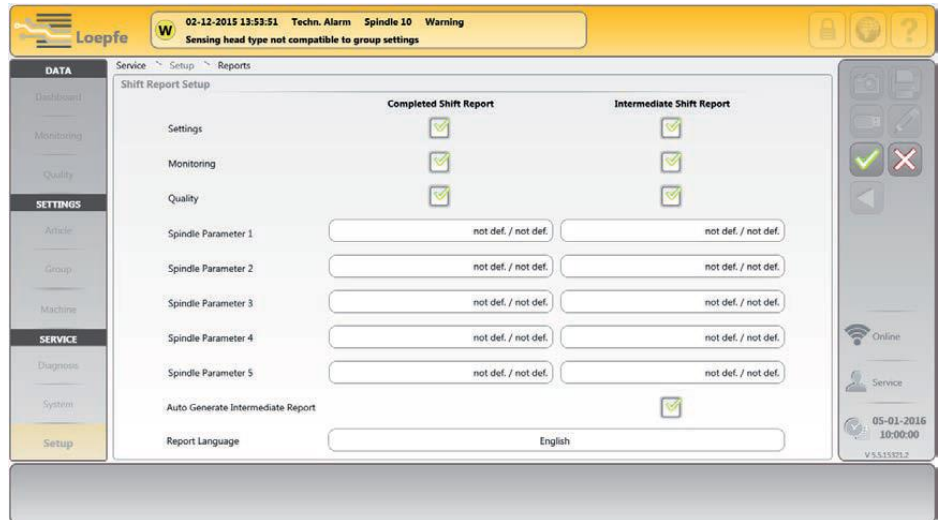 Loepfe
W
02-12-2015 13:53:51 Techn. Alarm Spindle 10 Warning
Sensing head type not compatible to group settings
?
DATA
Dashboard
Monitoring
Quality
SETTINGS
Article
Group
Machine
SERVICE
Diagnosis
System
Setup
Service Setup Reports
Shift Report Setup
Completed Shift Report Intermediate Shift Report
Settings
Monitoring
Quality
Spindle Parameter 1 not def. / not def. not def. / not def.
Spindle Parameter 2 not def. / not def. not def. / not def.
Spindle Parameter 3 not def. / not def. not def. / not def.
Spindle Parameter 4 not def. / not def. not def. / not def.
Spindle Parameter 5 not def. / not def. not def. / not def.
Auto Generate Intermediate Report
Report Language English
Online
Service
05-01-2016
10:00:00
V 5.5.15321.2